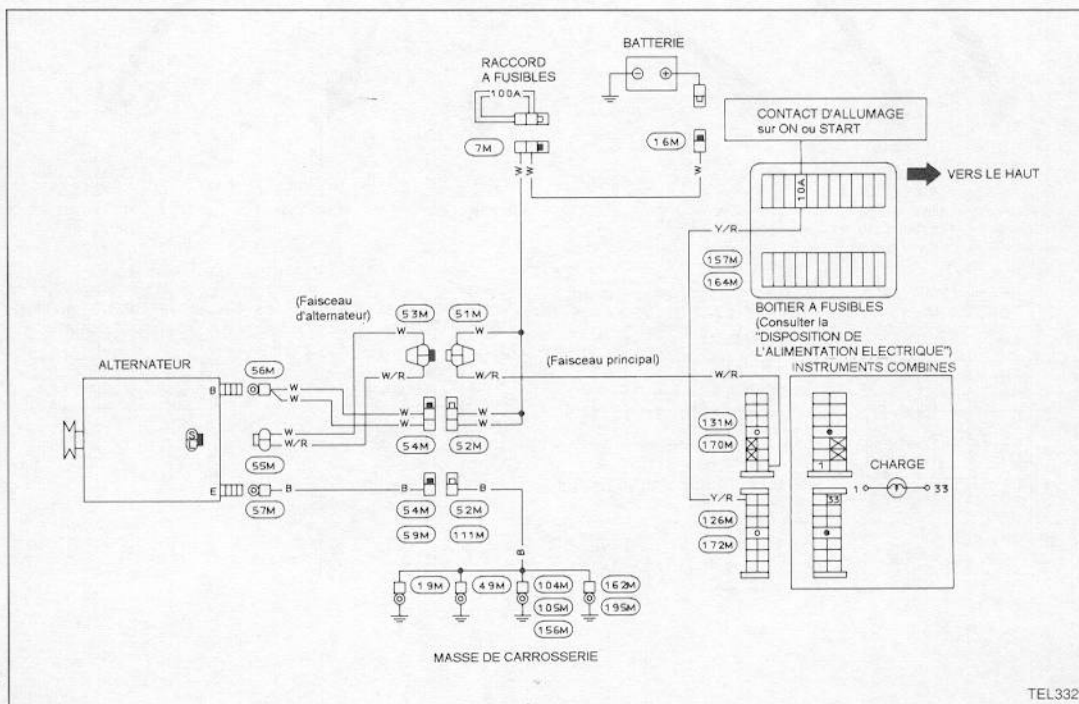 BATTERIE
RACCORD
A FUSIBLES
100A
7M
W
W
16M
W
CONTACT D'ALLUMAGE
sur ON ou START
10A
VERS LE HAUT
Y/R
157M
164M
BOITIER A FUSIBLES
(Consulter la
"DISPOSITION DE
L'ALIMENTATION ELECTRIQUE")
(Faisceau
d'alternateur)
53M
51M
W
W
(Faisceau principal)
W/R
W/R
W/R
ALTERNATEUR
B
56M
W
W
W
W
W
W
54M
52M
S
L
W
W/R
55M
E
57M
B
B
B
54M
52M
59M
111M
B
19M
49M
104M
105M
156M
162M
195M
MASSE DE CARROSSERIE
INSTRUMENTS COMBINES
131M
170M
1
CHARGE
1
33
Y/R
33
126M
172M
TEL332